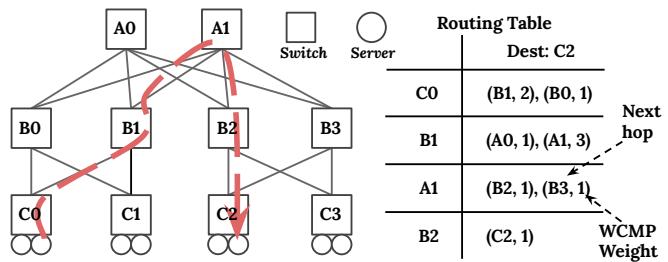 A0
A1
Switch
Server
B0
B1
B2
B3
C0
C1
C2
C3
Routing Table
Dest: C2
C0
(B1, 2), (B0, 1)
B1
(A0, 1), (A1, 3)
A1
(B2, 1), (B3, 1)
B2
(C2, 1)
Next
hop
WCMP
Weight